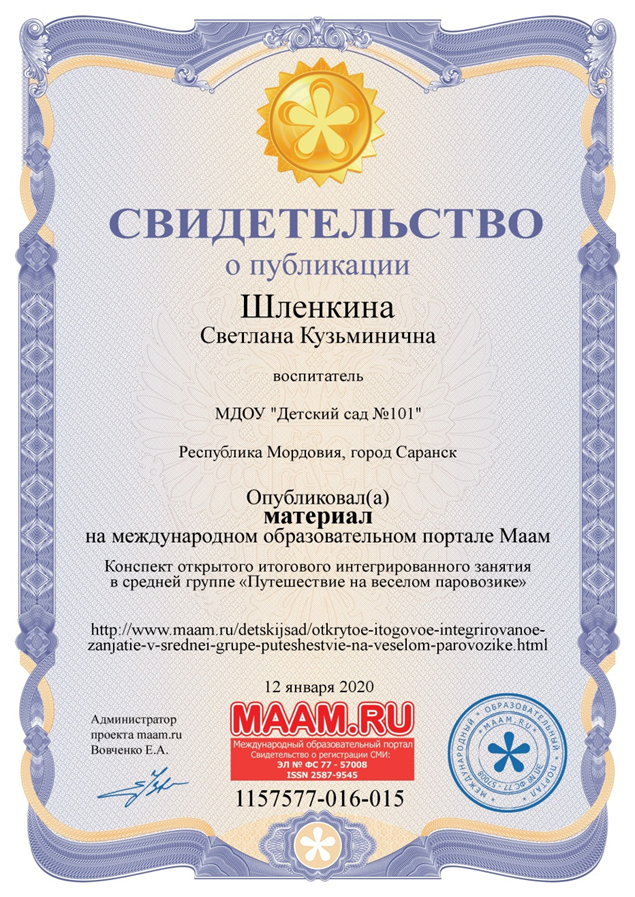 СВИДЕТЕЛЬСТВО
о публикации
Шленкина
Светлана Кузьминична
воспитатель
МДОУ "Детский сад №101"
Республика Мордовия, город Саранск
Опубликовал(а)
материал
на международном образовательном портале Маам
Конспект открытого итогового интегрированного занятия
в средней группе «Путешествие на веселом паровозике»
http://www.maam.ru/detskijsad/otkrytoe-itogovoe-integrirovanoe-
zanjatie-v-srednei-grupe-puteshestvie-na-veselom-parovozike.html
12 января 2020
Администратор
проекта maam.ru
Вовченко Е.А.
MAAM.RU
Международный образовательный портал
Свидетельство о регистрации СМИ:
ЭЛ № ФС 77 - 57008
ISSN 2587-9545
1157577-016-015
МЕЖДУНАРОДНЫЙ * ОБРАЗОВАТЕЛЬНЫЙ ПОРТАЛ *
* MAAM.RU *
ЭЛ № ФС 77 - 57008